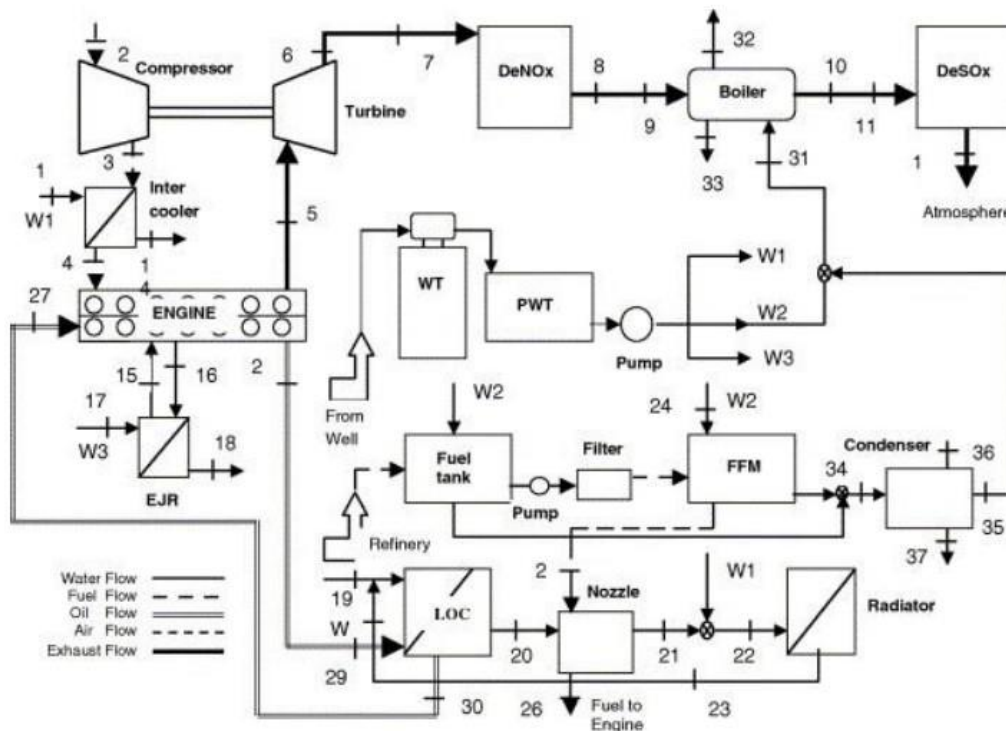 2
Compressor
6
Turbine
7
DeNOx
8
9
32
Boiler
33
10
11
31
DeSOx
1
Atmosphere
3
1
W1
Inter
cooler
5
4
1
4
27
ENGINE
15
16
2
17
W3
18
EJR
WT
PWT
Pump
W1
W2
W3
From
Well
W2
24
W2
Fuel
tank
Filter
Pump
FFM
Condenser
34
36
35
37
Refinery
Water Flow
Fuel Flow
Oil Flow
Air Flow
Exhaust Flow
19
W
LOC
29
30
20
2
Nozzle
26
Fuel to
Engine
21
W1
22
23
Radiator